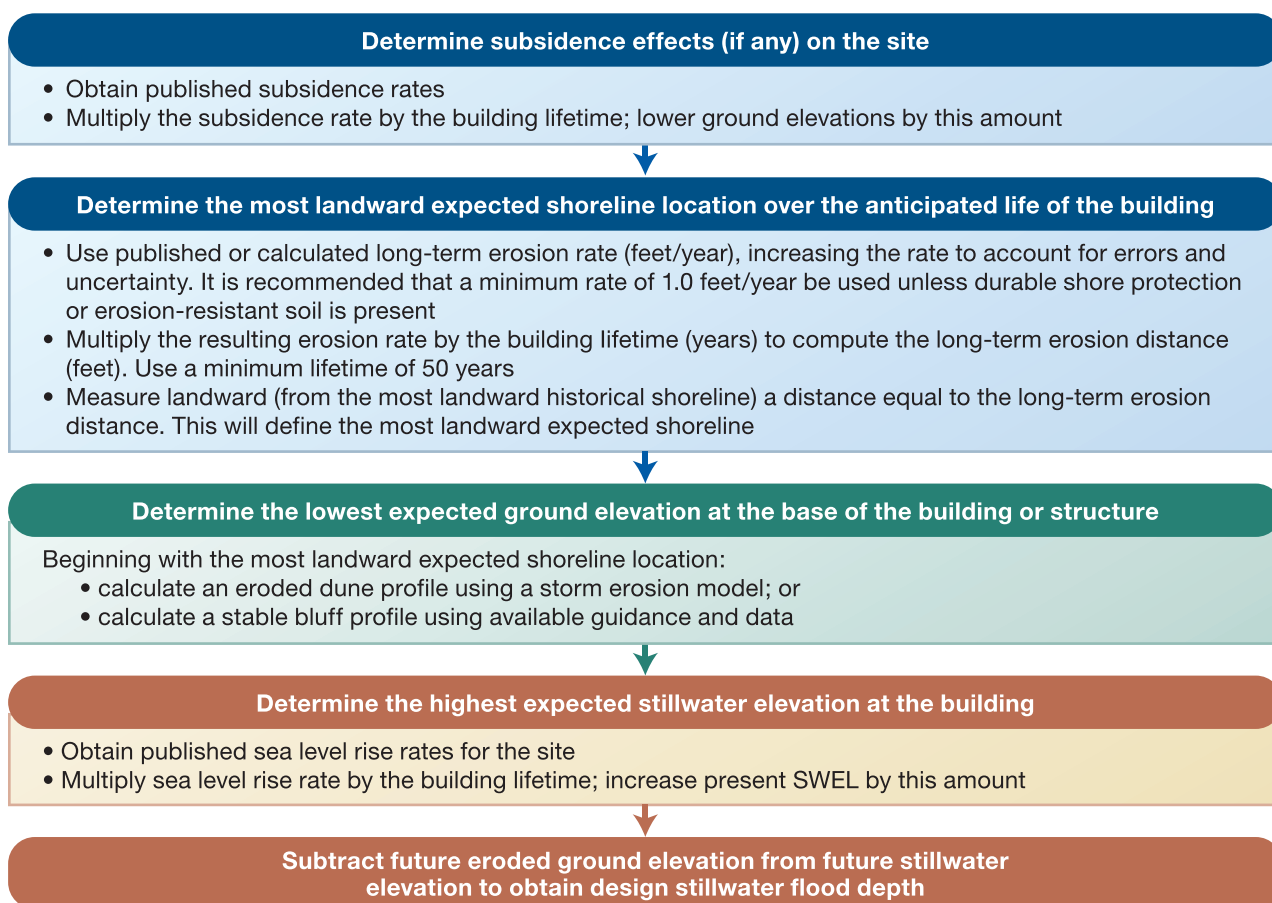 Determine subsidence effects (if any) on the site
• Obtain published subsidence rates
• Multiply the subsidence rate by the building lifetime; lower ground elevations by this amount
Determine the most landward expected shoreline location over the anticipated life of the building
• Use published or calculated long-term erosion rate (feet/year), increasing the rate to account for errors and
uncertainty. It is recommended that a minimum rate of 1.0 feet/year be used unless durable shore protection
or erosion-resistant soil is present
• Multiply the resulting erosion rate by the building lifetime (years) to compute the long-term erosion distance
(feet). Use a minimum lifetime of 50 years
• Measure landward (from the most landward historical shoreline) a distance equal to the long-term erosion
distance. This will define the most landward expected shoreline
Determine the lowest expected ground elevation at the base of the building or structure
Beginning with the most landward expected shoreline location:
• calculate an eroded dune profile using a storm erosion model; or
• calculate a stable bluff profile using available guidance and data
Determine the highest expected stillwater elevation at the building
• Obtain published sea level rise rates for the site
• Multiply sea level rise rate by the building lifetime; increase present SWEL by this amount
Subtract future eroded ground elevation from future stillwater
elevation to obtain design stillwater flood depth